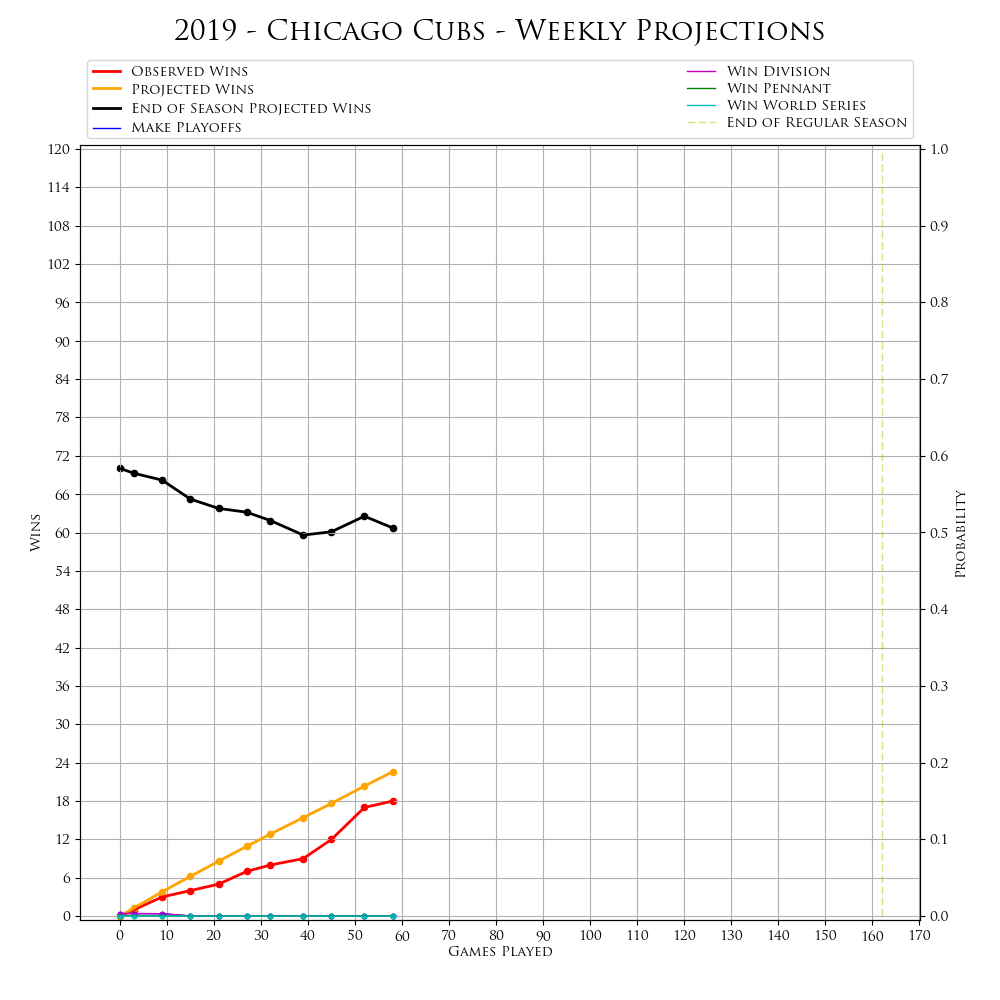 2019 - Chicago Cubs - Weekly Projections
Observed Wins
Projected Wins
End of Season Projected Wins
Make Playoffs
Win Division
Win Pennant
Win World Series
End of Regular Season
120
114
108
102
96
90
84
78
72
66
60
54
48
42
36
30
24
18
12
6
0
Wins
1.0
0.9
0.8
0.7
0.6
0.5
0.4
0.3
0.2
0.1
0.0
Probability
0 10 20 30 40 50 60 70 80 90 100 110 120 130 140 150 160 170
Games Played